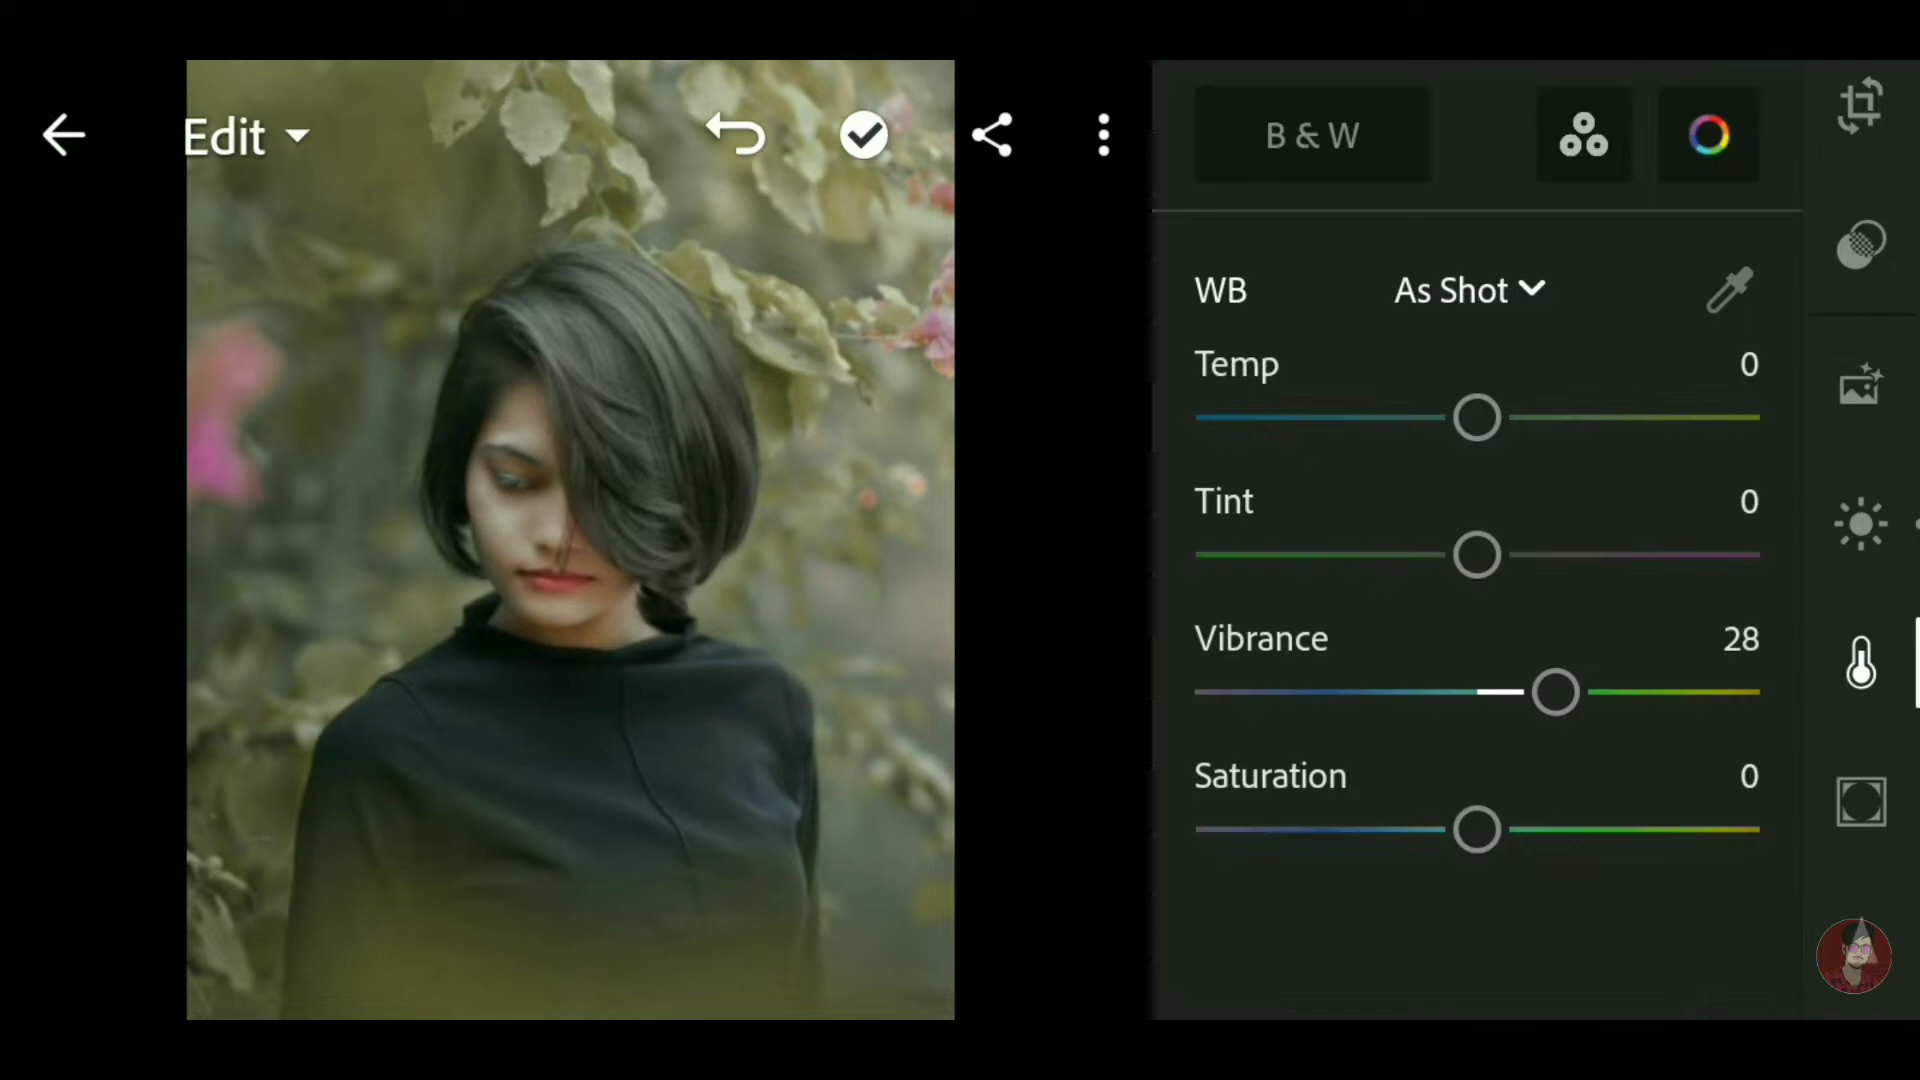 Edit
B & W
WB As Shot
Temp 0
Tint 0
Vibrance 28
Saturation 0